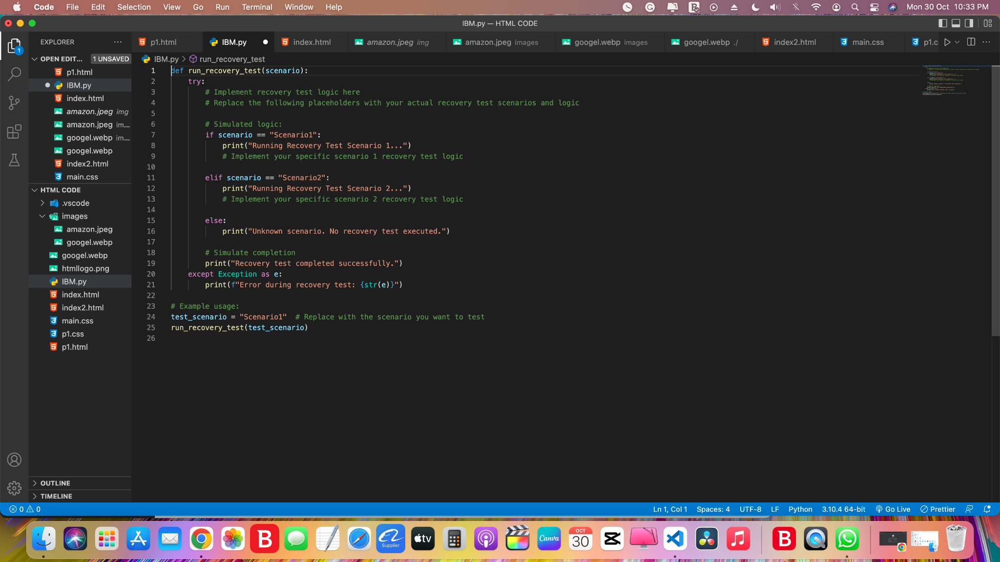 Code File Edit Selection View Go Run Terminal Window Help Mon 30 Oct 10:33 PM
IBM.py — HTML CODE
EXPLORER
p1.html IBM.py index.html amazon.jpeg img amazon.jpeg images googel.webp images googel.webp ./ index2.html main.css p1.c
OPEN EDIT... 1 UNSAVED
IBM.py > run_recovery_test
p1.html
IBM.py
index.html
amazon.jpeg img
amazon.jpeg im...
googel.webp im...
googel.webp
index2.html
main.css
HTML CODE
.vscode
images
amazon.jpeg
googel.webp
googel.webp
htmllogo.png
IBM.py
index.html
index2.html
main.css
p1.css
p1.html
OUTLINE
TIMELINE
1 def run_recovery_test(scenario):
2 try:
3 # Implement recovery test logic here
4 # Replace the following placeholders with your actual recovery test scenarios and logic
5
6 # Simulated logic:
7 if scenario == "Scenario1":
8 print("Running Recovery Test Scenario 1...")
9 # Implement your specific scenario 1 recovery test logic
10
11 elif scenario == "Scenario2":
12 print("Running Recovery Test Scenario 2...")
13 # Implement your specific scenario 2 recovery test logic
14
15 else:
16 print("Unknown scenario. No recovery test executed.")
17
18 # Simulate completion
19 print("Recovery test completed successfully.")
20 except Exception as e:
21 print(f"Error during recovery test: {str(e)}")
22
23 # Example usage:
24 test_scenario = "Scenario1" # Replace with the scenario you want to test
25 run_recovery_test(test_scenario)
26
0 0 Ln 1, Col 1 Spaces: 4 UTF-8 LF Python 3.10.4 64-bit Go Live Prettier
B
EZ
Supplier
tv
Canva
OCT
30
B